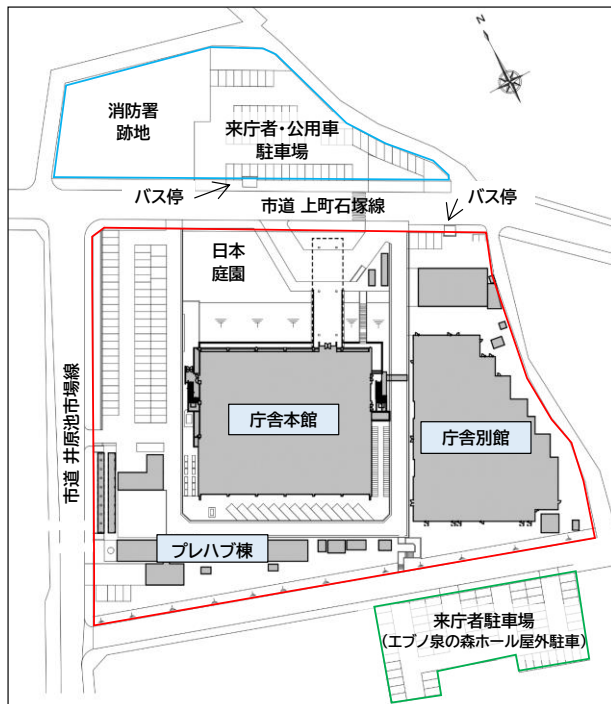 N
消防署
跡地
来庁者・公用車
駐車場
バス停
バス停
市道 上町石塚線
日本
庭園
市道 井原池市場線
庁舎本館
庁舎別館
プレハブ棟
来庁者駐車場
(エブノ泉の森ホール屋外駐車)